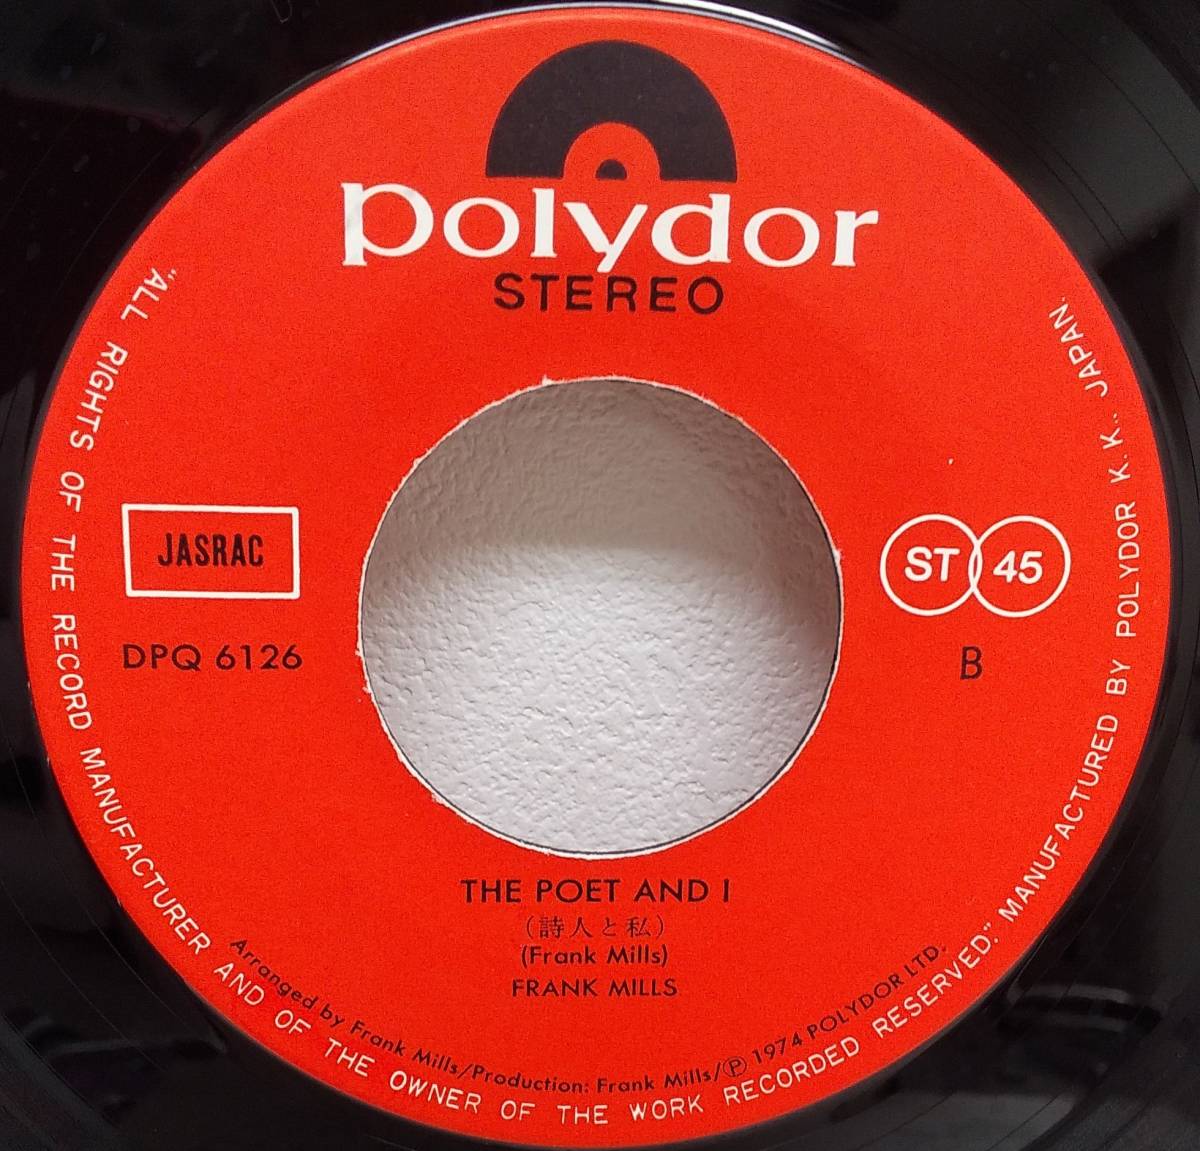 polydor
STEREO
JASRAC
DPQ 6126
ST 45
B
THE POET AND I
(詩人と私)
(Frank Mills)
FRANK MILLS
Arranged by Frank Mills/Production: Frank Mills/Ⓟ 1974 POLYDOR LTD.
"ALL RIGHTS OF THE RECORD MANUFACTURER AND OF THE OWNER OF THE WORK RECORDED RESERVED." MANUFACTURED BY POLYDOR K.K., JAPAN.